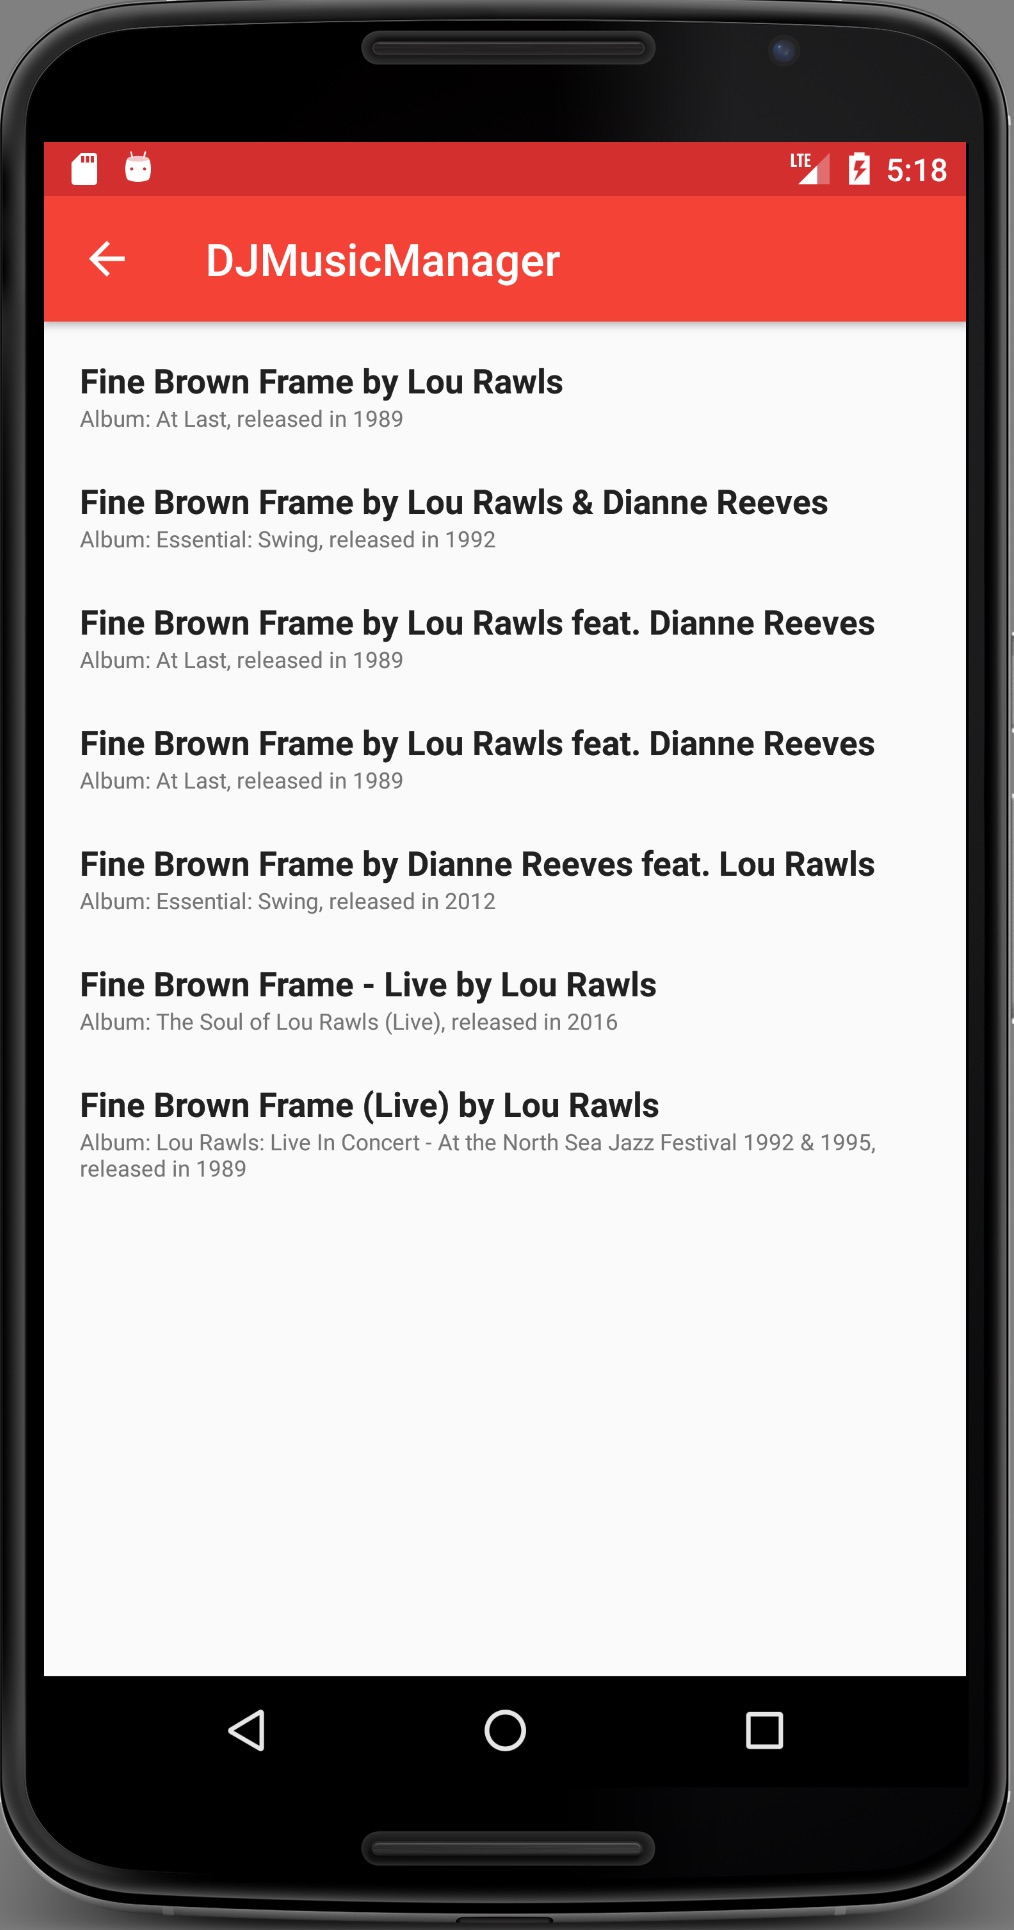 LTE 5:18
DJMusicManager
Fine Brown Frame by Lou Rawls
Album: At Last, released in 1989
Fine Brown Frame by Lou Rawls & Dianne Reeves
Album: Essential: Swing, released in 1992
Fine Brown Frame by Lou Rawls feat. Dianne Reeves
Album: At Last, released in 1989
Fine Brown Frame by Lou Rawls feat. Dianne Reeves
Album: At Last, released in 1989
Fine Brown Frame by Dianne Reeves feat. Lou Rawls
Album: Essential: Swing, released in 2012
Fine Brown Frame - Live by Lou Rawls
Album: The Soul of Lou Rawls (Live), released in 2016
Fine Brown Frame (Live) by Lou Rawls
Album: Lou Rawls: Live In Concert - At the North Sea Jazz Festival 1992 & 1995,
released in 1989